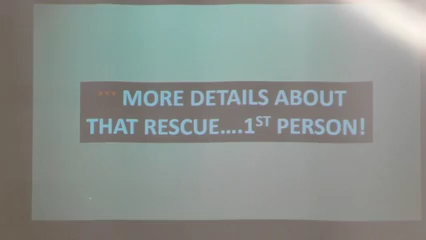 *** MORE DETAILS ABOUT
THAT RESCUE....1ST PERSON!